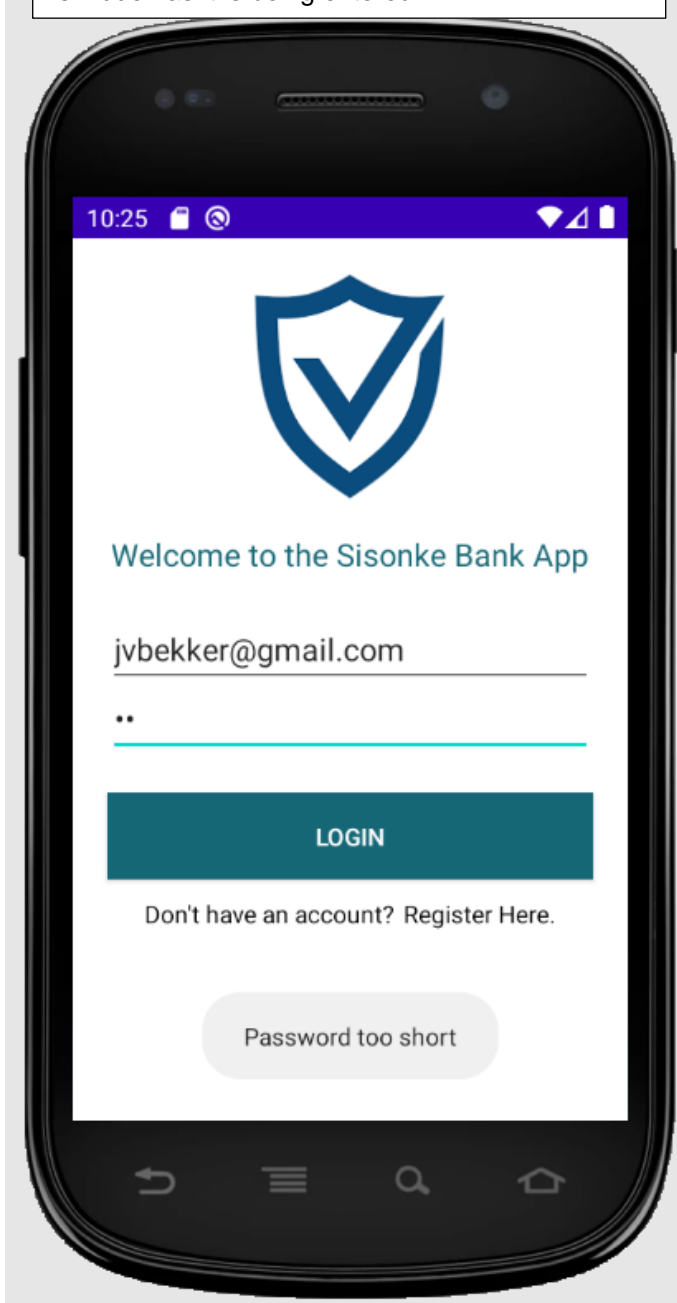 10:25
Welcome to the Sisonke Bank App
jvbekker@gmail.com
••
LOGIN
Don't have an account? Register Here.
Password too short